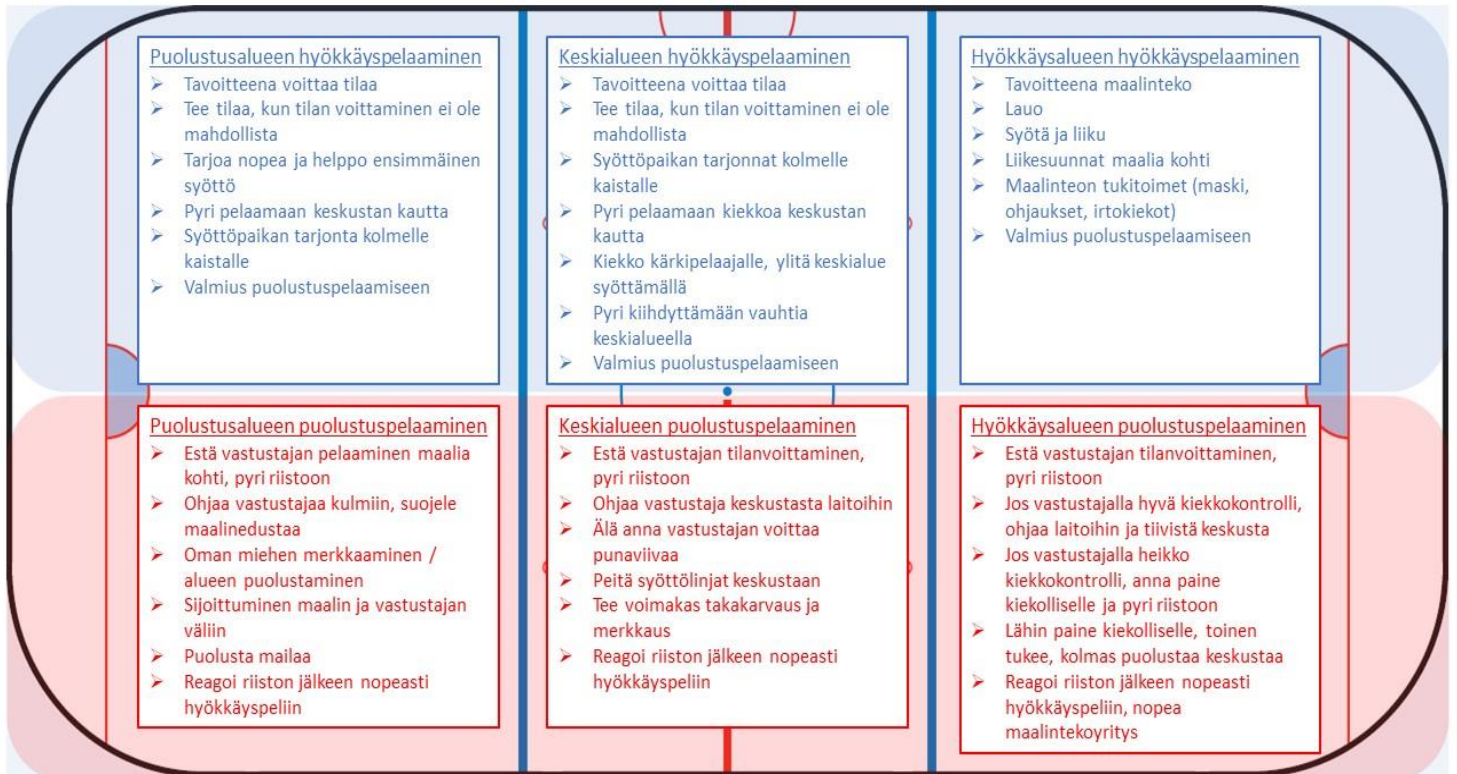 Puolustusalueen hyökkäyspelaaminen
➢ Tavoitteena voittaa tilaa
➢ Tee tilaa, kun tilan voittaminen ei ole
mahdollista
➢ Tarjoa nopea ja helppo ensimmäinen
syöttö
➢ Pyri pelaamaan keskustan kautta
➢ Syöttöpaikan tarjonta kolmelle
kaistalle
➢ Valmius puolustuspelaamiseen
Keskialueen hyökkäyspelaaminen
➢ Tavoitteena voittaa tilaa
➢ Tee tilaa, kun tilan voittaminen ei ole
mahdollista
➢ Syöttöpaikan tarjonnat kolmelle
kaistalle
➢ Pyri pelaamaan kiekkoa keskustan
kautta
➢ Kiekko kärkipelaajalle, ylitä keskialue
syöttämällä
➢ Pyri kiihdyttämään vauhtia
keskialueella
➢ Valmius puolustuspelaamiseen
Hyökkäysalueen hyökkäyspelaaminen
➢ Tavoitteena maalinteko
➢ Lauo
➢ Syötä ja liiku
➢ Liikesuunnat maalia kohti
➢ Maalinteon tukitoimet (maski,
ohjaukset, irtokiekot)
➢ Valmius puolustuspelaamiseen
Puolustusalueen puolustuspelaaminen
➢ Estä vastustajan pelaaminen maalia
kohti, pyri riistoon
➢ Ohjaa vastustajaa kulmiin, suojele
maalinedustaa
➢ Oman miehen merkkaaminen /
alueen puolustaminen
➢ Sijoittuminen maalin ja vastustajan
väliin
➢ Puolusta mailaa
➢ Reagoi riiston jälkeen nopeasti
hyökkäyspeliin
Keskialueen puolustuspelaaminen
➢ Estä vastustajan tilanvoittaminen,
pyri riistoon
➢ Ohjaa vastustaja keskustasta laitoihin
➢ Älä anna vastustajan voittaa
punaviivaa
➢ Peitä syöttölinjat keskustaan
➢ Tee voimakas takakarvaus ja
merkkaus
➢ Reagoi riiston jälkeen nopeasti
hyökkäyspeliin
Hyökkäysalueen puolustuspelaaminen
➢ Estä vastustajan tilanvoittaminen,
pyri riistoon
➢ Jos vastustajalla hyvä kiekkokontrolli,
ohjaa laitoihin ja tiivistä keskusta
➢ Jos vastustajalla heikko
kiekkokontrolli, anna paine
kiekolliselle ja pyri riistoon
➢ Lähin paine kiekolliselle, toinen
tukee, kolmas puolustaa keskustaa
➢ Reagoi riiston jälkeen nopeasti
hyökkäyspeliin, nopea
maalintekoyritys